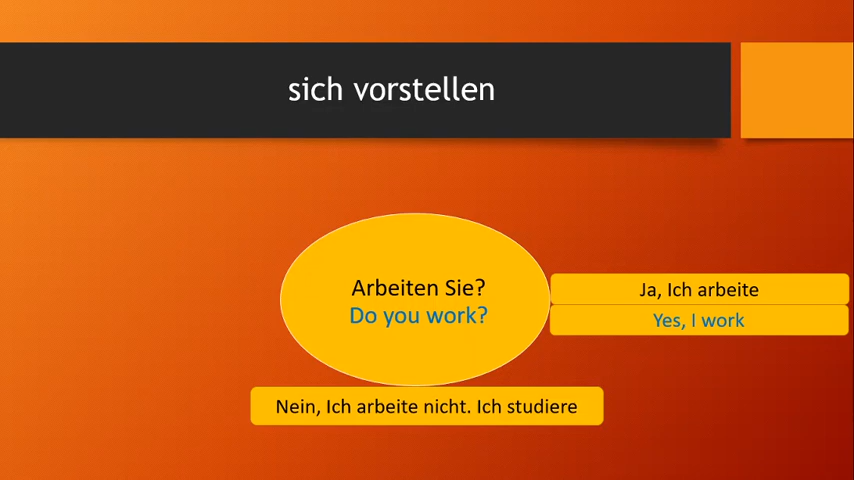 sich vorstellen
Arbeiten Sie?
Do you work?
Ja, Ich arbeite
Yes, I work
Nein, Ich arbeite nicht. Ich studiere